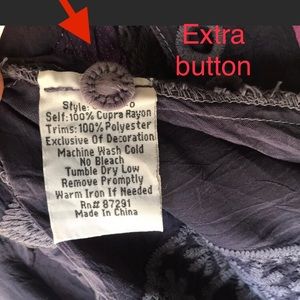 Extra
button
Style:
Self:100% Cupra Rayon
Trims:100% Polyester
Exclusive Of Decoration
Machine Wash Cold
No Bleach
Tumble Dry Low
Remove Promptly
Warm Iron If Needed
Rn# 87291
Made In China